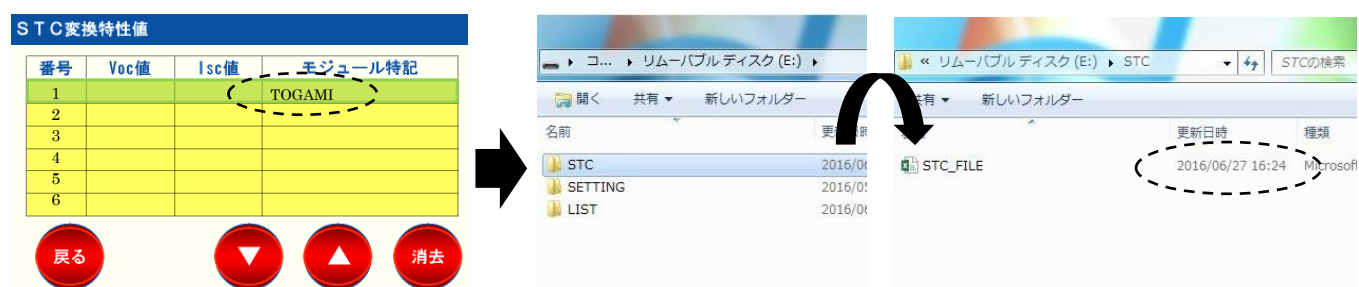 STC変換特性値
番号 Voc値 Isc値 モジュール特記
1 TOGAMI
2
3
4
5
6
戻る
消去
コ... リムーバブル ディスク (E:)
開く 共有 新しいフォルダー
名前
STC 2016/0
SETTING 2016/0
LIST 2016/0
« リムーバブル ディスク (E:) STC STCの検索
有 新しいフォルダー
更新日時 種類
STC_FILE 2016/06/27 16:24 Microsoft